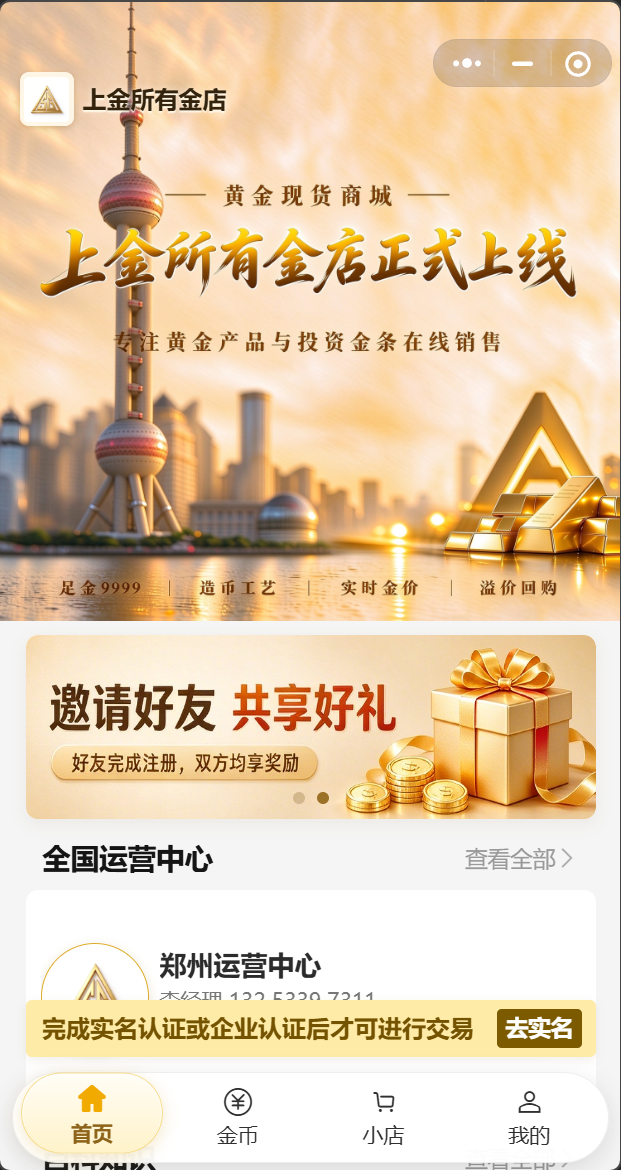 上金所有金店
黄金现货商城
上金所有金店正式上线
专注黄金产品与投资金条在线销售
足金9999 | 造币工艺 | 实时金价 | 溢价回购
邀请好友 共享好礼
好友完成注册，双方均享奖励
全国运营中心 查看全部
郑州运营中心
李经理 132 5339 7311
完成实名认证或企业认证后才可进行交易 去实名
首页 金币 小店 我的